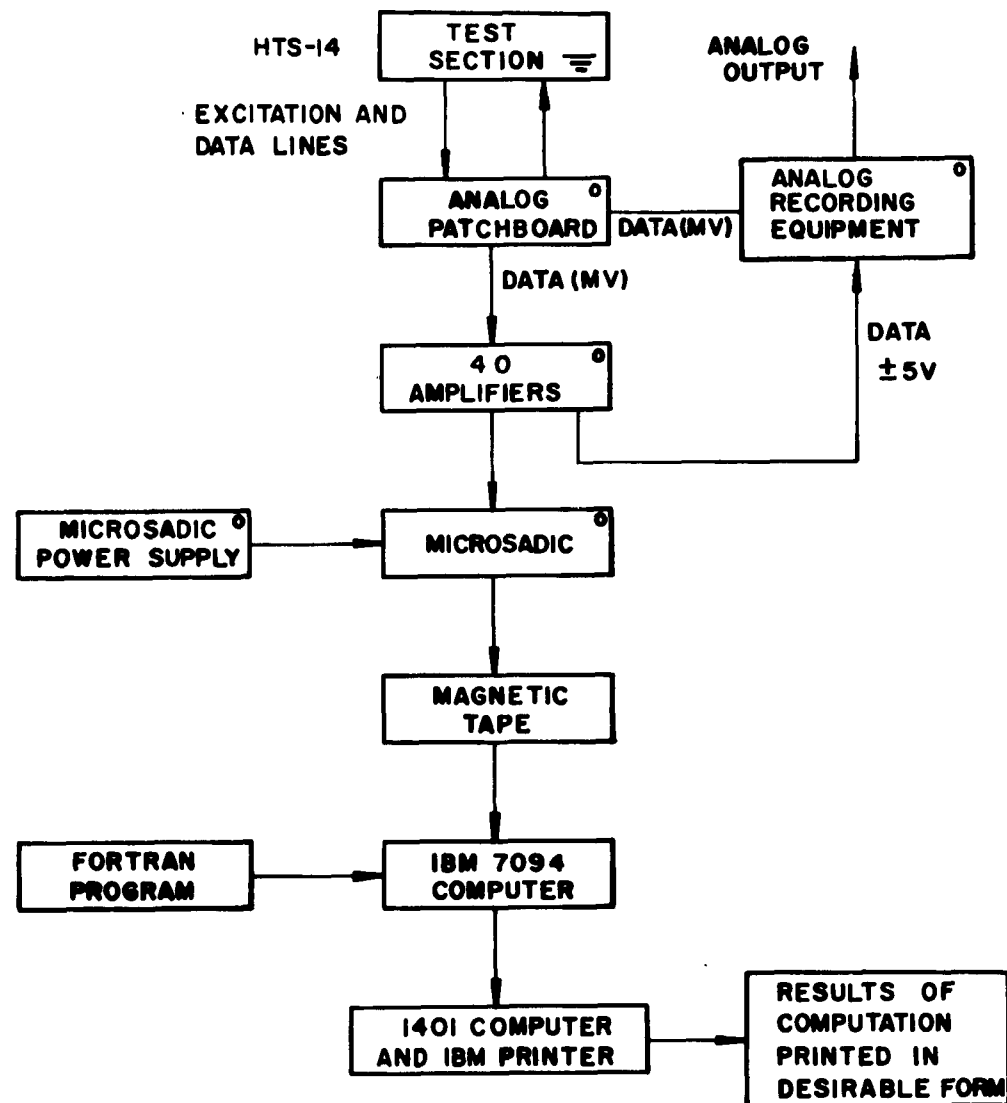 HTS-14
TEST
SECTION
ANALOG
OUTPUT
EXCITATION AND
DATA LINES
ANALOG
PATCHBOARD
DATA(MV)
ANALOG
RECORDING
EQUIPMENT
DATA (MV)
DATA
±5V
40
AMPLIFIERS
MICROSADIC
POWER SUPPLY
MICROSADIC
MAGNETIC
TAPE
FORTRAN
PROGRAM
IBM 7094
COMPUTER
1401 COMPUTER
AND IBM PRINTER
RESULTS OF
COMPUTATION
PRINTED IN
DESIRABLE FORM